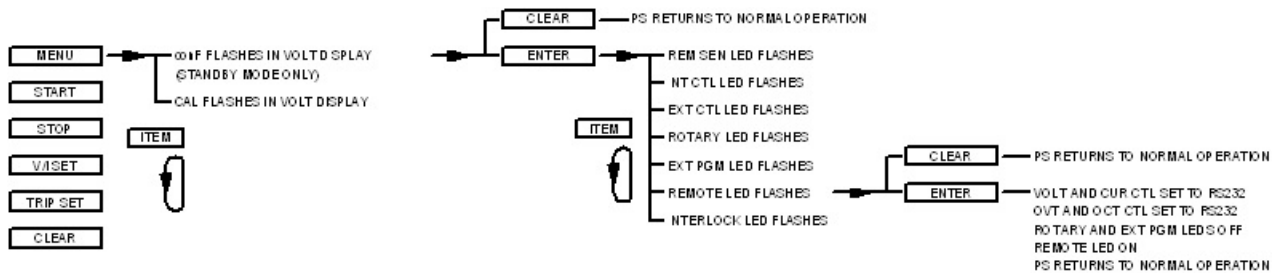 MENU
START
STOP
V/I SET
TRIP SET
CLEAR
conF FLASHES IN VOLT D SPLAY
(STANDBY MODE ONLY)
CAL FLASHES IN VOLT DISPLAY
ITEM
CLEAR
PS RETURNS TO NORMAL OPERATION
ENTER
REM SEN LED FLASHES
NT CTL LED FLASHES
EXT CTL LED FLASHES
ROTARY LED FLASHES
EXT PGM LED FLASHES
REMOTE LED FLASHES
NTERLOCK LED FLASHES
ITEM
CLEAR
PS RETURNS TO NORMAL OPERATION
ENTER
VOLT AND CUR CTL SET TO RS232
OVT AND OCT CTL SET TO RS232
ROTARY AND EXT PGM LEDS OFF
REMOTE LED ON
PS RETURNS TO NORMAL OPERATION